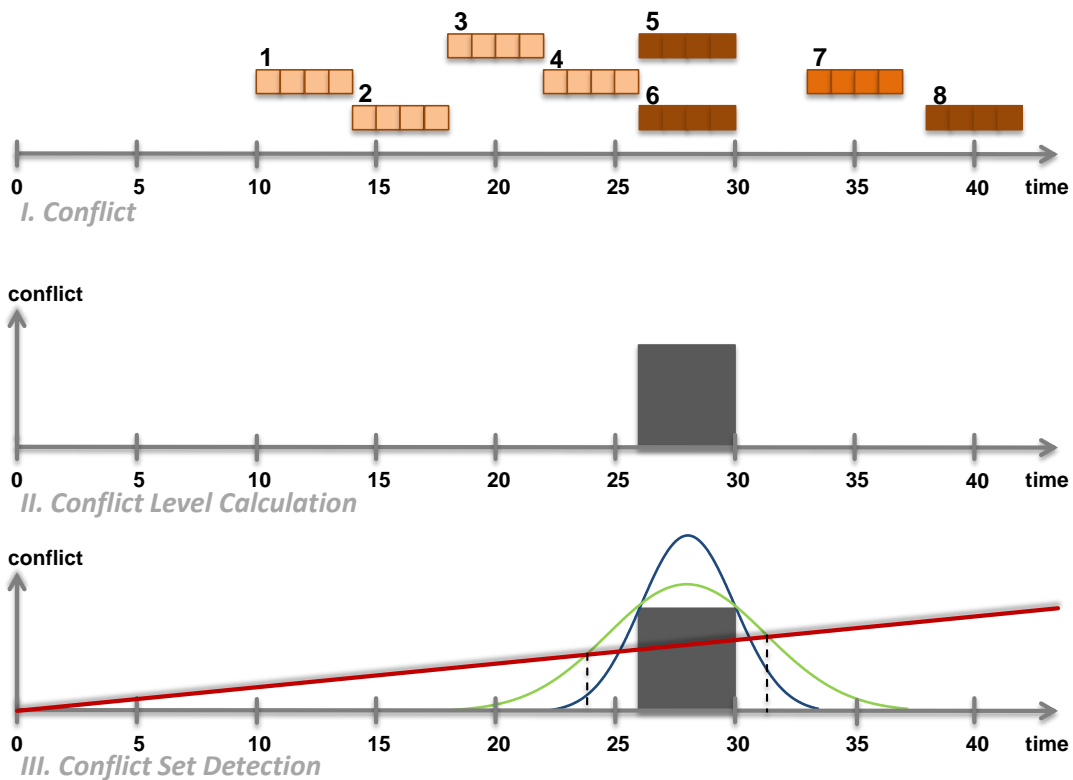 3 5
1 4 7
2 6 8
0 5 10 15 20 25 30 35 40 time
I. Conflict
conflict
0 5 10 15 20 25 30 35 40 time
II. Conflict Level Calculation
conflict
0 5 10 15 20 25 30 35 40 time
III. Conflict Set Detection